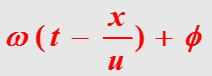 ω(t − x/u) + ϕ